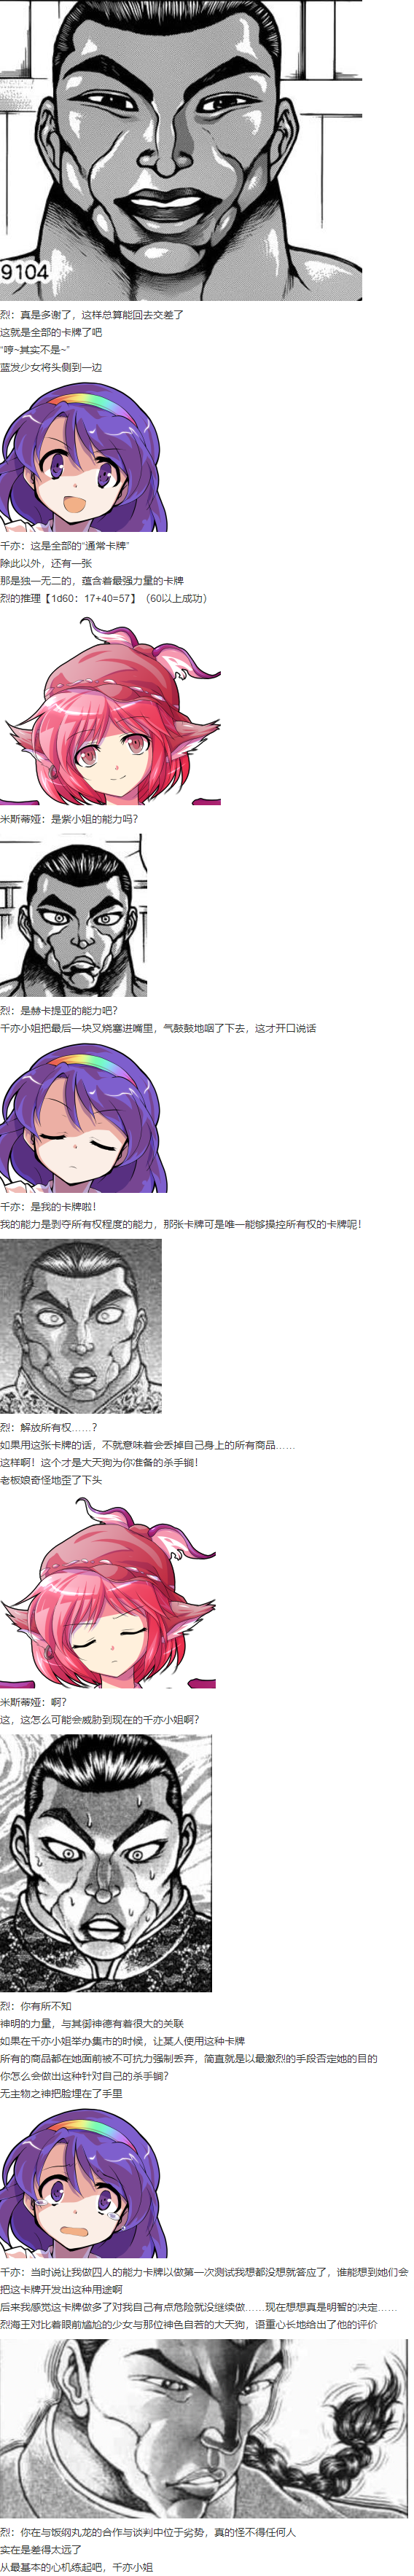 9104
烈：真是多谢了，这样总算能回去交差了
这就是全部的卡牌了吧
“哼~其实不是~”
蓝发少女将头侧到一边
千亦：这是全部的“通常卡牌”
除此以外，还有一张
那是独一无二的，蕴含着最强力量的卡牌
烈的推理【1d60：17+40=57】（60以上成功）
米斯蒂娅：是紫小姐的能力吗？
烈：是赫卡提亚的能力吧？
千亦小姐把最后一块叉烧塞进嘴里，气鼓鼓地咽了下去，这才开口说话
千亦：是我的卡牌啦！
我的能力是剥夺所有权程度的能力，那张卡牌可是唯一能够操控所有权的卡牌呢！
烈：解放所有权……？
如果用这张卡牌的话，不就意味着会丢掉自己身上的所有商品……
这样啊！这个才是大天狗为你准备的杀手锏！
老板娘奇怪地歪了下头
米斯蒂娅：啊？
这，这怎么可能会威胁到现在的千亦小姐啊？
烈：你有所不知
神明的力量，与其御神德有着很大的关联
如果在千亦小姐举办集市的时候，让某人使用这种卡牌
所有的商品都在她面前被不可抗力强制丢弃，简直就是以最激烈的手段否定她的目的
你怎么会做出这种针对自己的杀手锏？
无主物之神把脸埋在了手里
千亦：当时说让我做四人的能力卡牌以做第一次测试我想都没想就答应了，谁能想到她们会
把这卡牌开发出这种用途啊
后来我感觉这卡牌做多了对我自己有点危险就没继续做……现在想想真是明智的决定……
烈海王对比着眼前尴尬的少女与那位神色自若的大天狗，语重心长地给出了他的评价
烈：你在与饭纲丸龙的合作与谈判中位于劣势，真的怪不得任何人
实在是差得太远了
从最基本的心机练起吧，千亦小姐